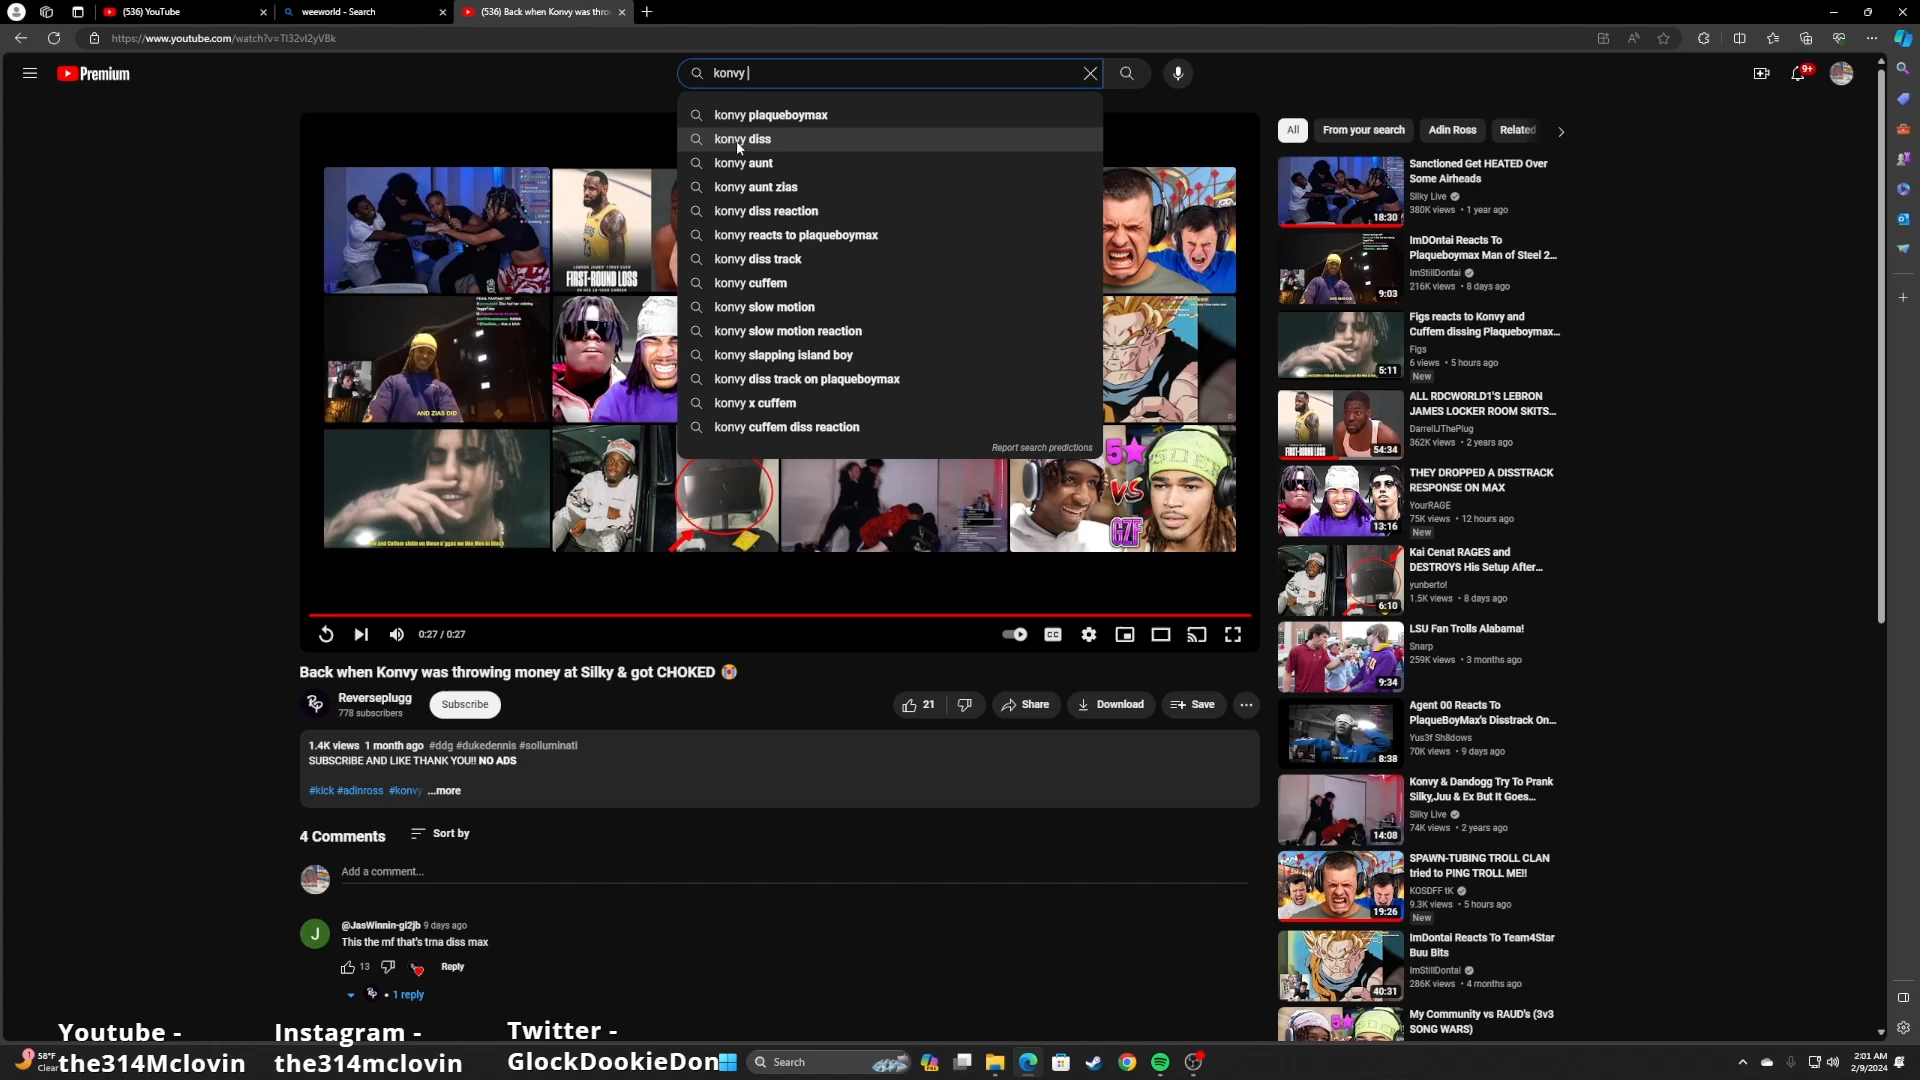 (536) YouTube
weeworld - Search
(536) Back when Konvy was thro
https://www.youtube.com/watch?v=Tl32vI2yVBk
Premium
konvy
9+
konvy plaqueboymax
konvy diss
konvy aunt
konvy aunt zias
konvy diss reaction
konvy reacts to plaqueboymax
konvy diss track
konvy cuffem
konvy slow motion
konvy slow motion reaction
konvy slapping island boy
konvy diss track on plaqueboymax
konvy x cuffem
konvy cuffem diss reaction
Report search predictions
LEBRON JAMES' FIRST-EVER
FIRST-ROUND LOSS
AND ZIAS DID
5
VS
GZF
0:27 / 0:27
CC
Back when Konvy was throwing money at Silky & got CHOKED 😭
Reverseplugg
778 subscribers
Subscribe
21
Share
Download
Save
1.4K views 1 month ago #ddg #dukedennis #solluminati
SUBSCRIBE AND LIKE THANK YOU!! NO ADS
#kick #adinross #konvy ...more
4 Comments
Sort by
Add a comment...
J
@JasWinnin-gl2jb 9 days ago
This the mf that's trna diss max
13
Reply
1 reply
All
From your search
Adin Ross
Related
Sanctioned Get HEATED Over
Some Airheads
Silky Live
380K views • 1 year ago
18:30
ImDOntai Reacts To
Plaqueboymax Man of Steel 2...
ImStillDontai
216K views • 8 days ago
9:03
Figs reacts to Konvy and
Cuffem dissing Plaqueboymax...
Figs
6 views • 5 hours ago
New
5:11
ALL RDCWORLD1'S LEBRON
JAMES LOCKER ROOM SKITS...
DarrellJThePlug
362K views • 2 years ago
54:34
THEY DROPPED A DISSTRACK
RESPONSE ON MAX
YourRAGE
75K views • 12 hours ago
New
13:16
Kai Cenat RAGES and
DESTROYS His Setup After...
yunberto!
1.5K views • 8 days ago
6:10
LSU Fan Trolls Alabama!
Snarp
259K views • 3 months ago
9:34
Agent 00 Reacts To
PlaqueBoyMax's Disstrack On...
Yus3f Sh8dows
70K views • 9 days ago
8:38
Konvy & Dandogg Try To Prank
Silky,Juu & Ex But It Goes...
Silky Live
74K views • 2 years ago
14:08
SPAWN-TUBING TROLL CLAN
tried to PING TROLL ME!!
KOSDFF tK
9.3K views • 5 hours ago
New
19:26
ImDontai Reacts To Team4Star
Buu Bits
ImStillDontai
286K views • 4 months ago
40:31
My Community vs RAUD's (3v3
SONG WARS)
Youtube -
the314Mclovin
Instagram -
the314mclovin
Twitter -
GlockDookieDon
58°F
Clear
Search
2:01 AM
2/9/2024